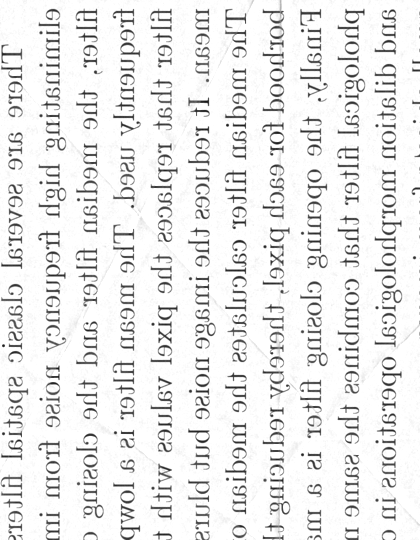 There are several classic spatial filters
eliminating high frequency noise from im
filter, the median filter and the closing o
frequently used. The mean filter is a lowp
filter that replaces the pixel values with t
mean. It reduces the image noise but blurs
The median filter calculates the median o
borhood for each pixel, thereby reducing t
Finally, the opening closing filter is a m
phological filter that combines the same n
and dilation morphological operations in o